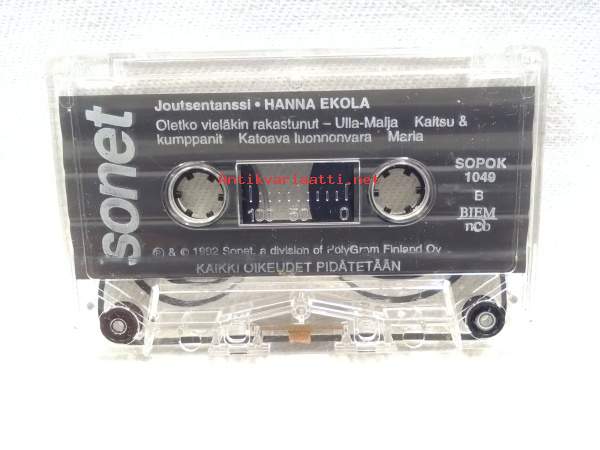 sonet
Joutsentanssi • HANNA EKOLA
Oletko vieläkin rakastunut – Ulla-Maija Kaitsu &
kumppanit Katoava luonnonvara Maria
SOPOK
1049
B
BIEM
ncb
Antikvariaatti.net
100 50 0
℗ & © 1992 Sonet, a division of PolyGram Finland Oy
KAIKKI OIKEUDET PIDÄTETÄÄN